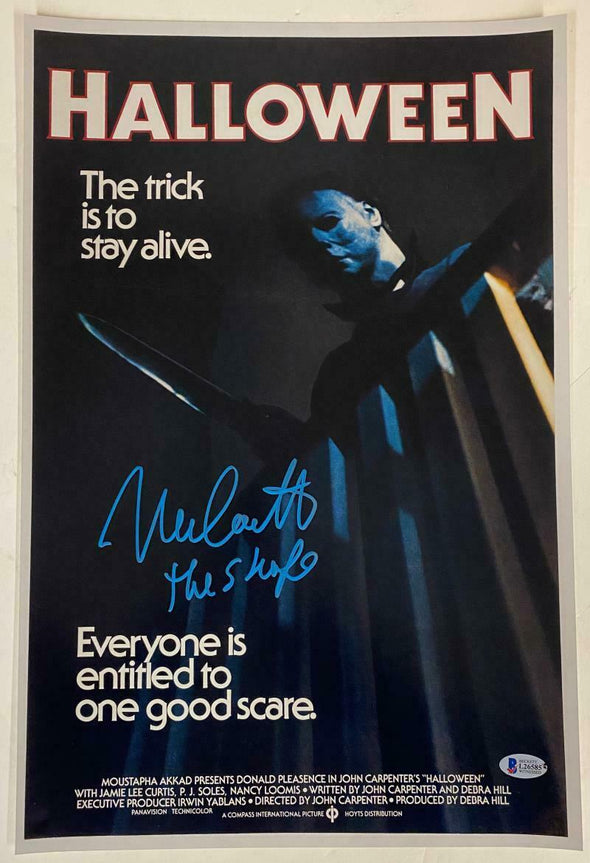 HALLOWEEN
The trick
is to
stay alive.
The Shape
Everyone is
entitled to
one good scare.
BECKETT
L26585
WITNESSED
MOUSTAPHA AKKAD PRESENTS DONALD PLEASENCE IN JOHN CARPENTER'S "HALLOWEEN"
WITH JAMIE LEE CURTIS, P. J. SOLES, NANCY LOOMIS • WRITTEN BY JOHN CARPENTER AND DEBRA HILL
EXECUTIVE PRODUCER IRWIN YABLANS • DIRECTED BY JOHN CARPENTER • PRODUCED BY DEBRA HILL
PANAVISION TECHNICOLOR A COMPASS INTERNATIONAL PICTURE HOYTS DISTRIBUTION